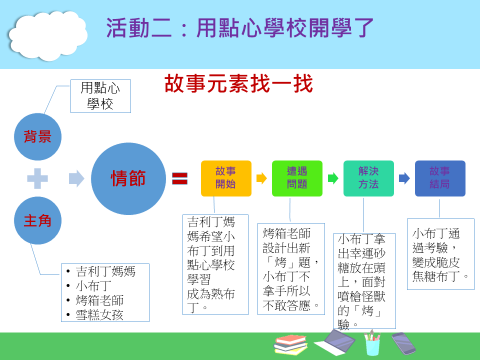 活動二：用點心學校開學了
故事元素找一找
用點心
學校
背景
主角
情節
• 吉利丁媽媽
• 小布丁
• 烤箱老師
• 雪糕女孩
故事
開始
遭遇
問題
解決
方法
故事
結局
吉利丁媽
媽希望小
布丁到用
點心學校
學習
成為熟布
丁。
烤箱老師
設計出新
「烤」題，
小布丁不
拿手所以
不敢答應。
小布丁拿
出幸運砂
糖放在頭
上，面對
噴槍怪獸
的「烤」
驗。
小布丁通
過考驗，
變成脆皮
焦糖布丁。